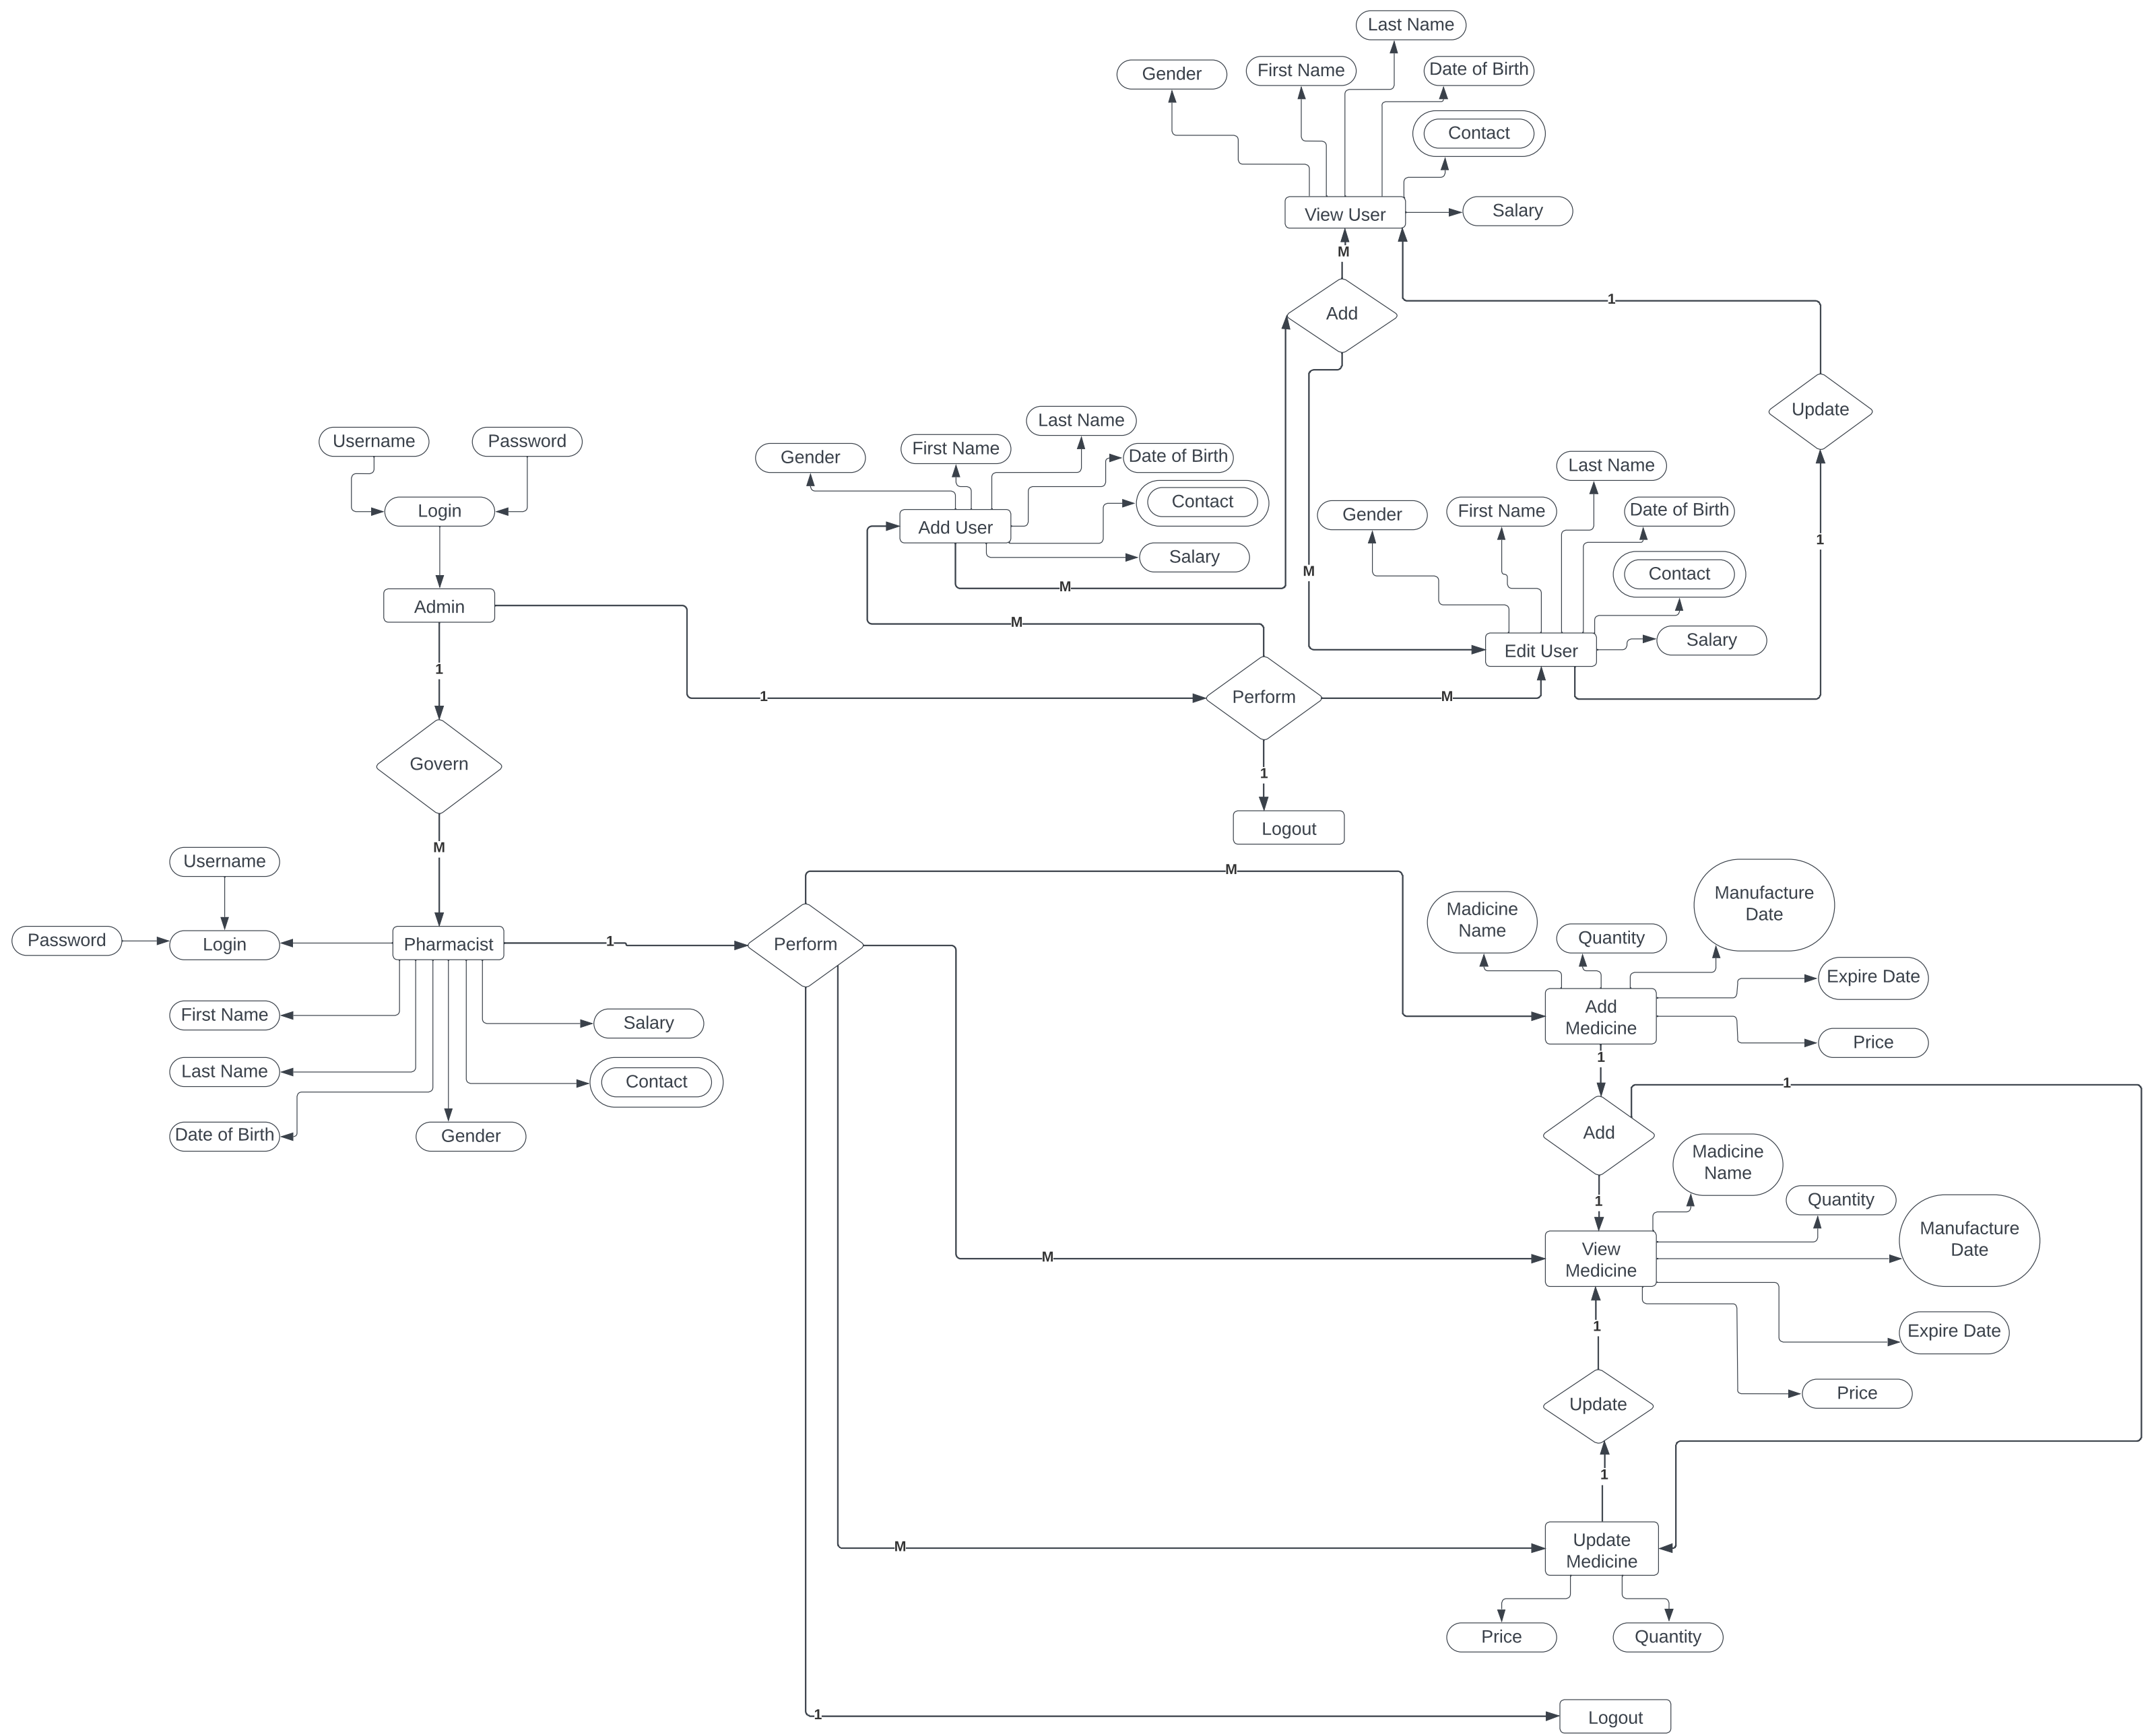 Last Name
Gender
First Name
Date of Birth
Contact
View User
Salary
M
Add
1
Update
Username
Password
Login
Admin
Gender
First Name
Last Name
Date of Birth
Contact
Add User
Salary
M
M
M
Gender
First Name
Last Name
Date of Birth
Contact
Edit User
Salary
1
1
1
Perform
M
1
Logout
Govern
M
Username
Password
Login
Pharmacist
1
Perform
First Name
Last Name
Date of Birth
Gender
Salary
Contact
M
Madicine
Name
Quantity
Manufacture
Date
Expire Date
Price
Add
Medicine
1
Add
1
1
Madicine
Name
Quantity
Manufacture
Date
Expire Date
Price
M
View
Medicine
1
Update
1
M
Update
Medicine
Price
Quantity
1
Logout